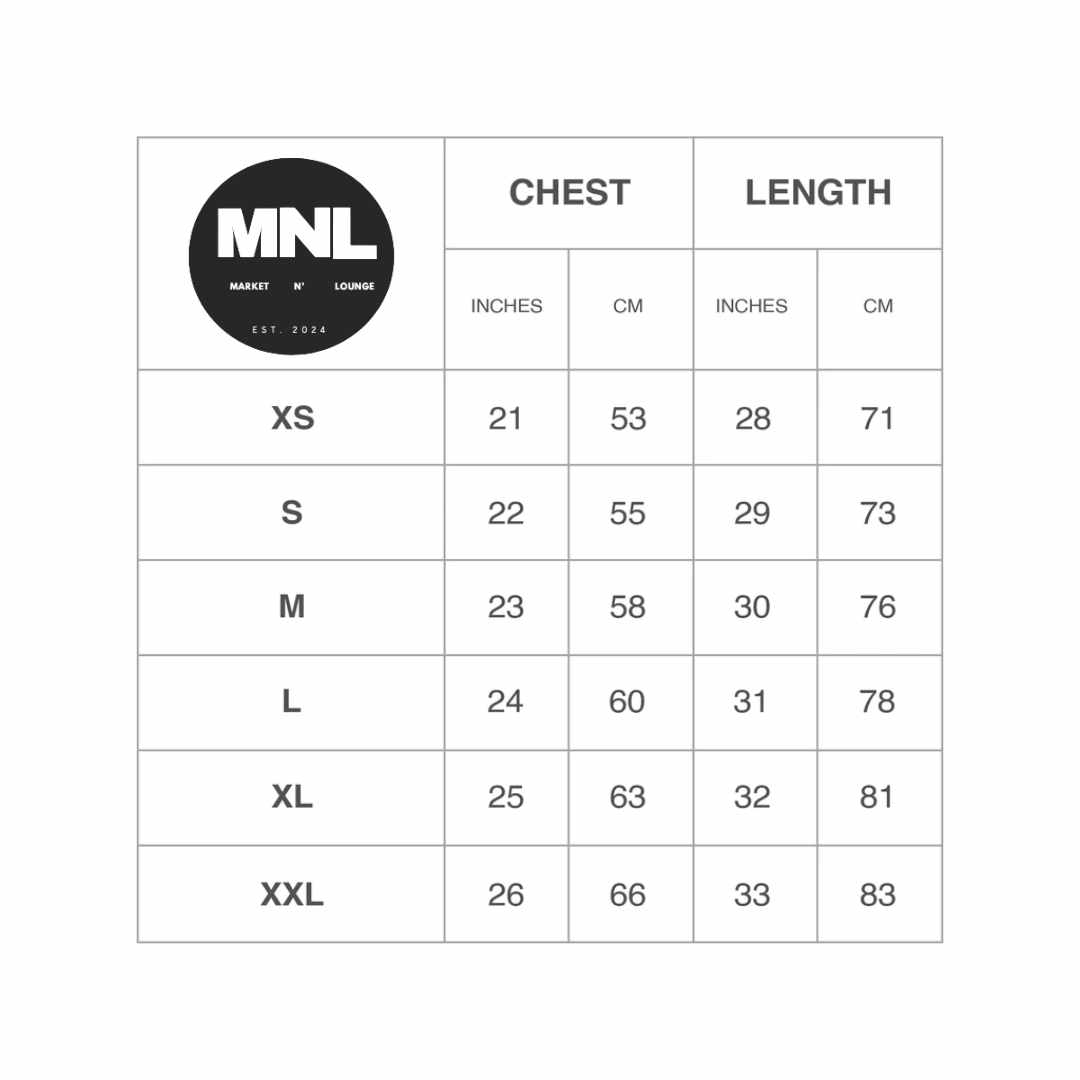 MNL
MARKET N' LOUNGE
EST. 2024
CHEST LENGTH
INCHES CM INCHES CM
XS 21 53 28 71
S 22 55 29 73
M 23 58 30 76
L 24 60 31 78
XL 25 63 32 81
XXL 26 66 33 83